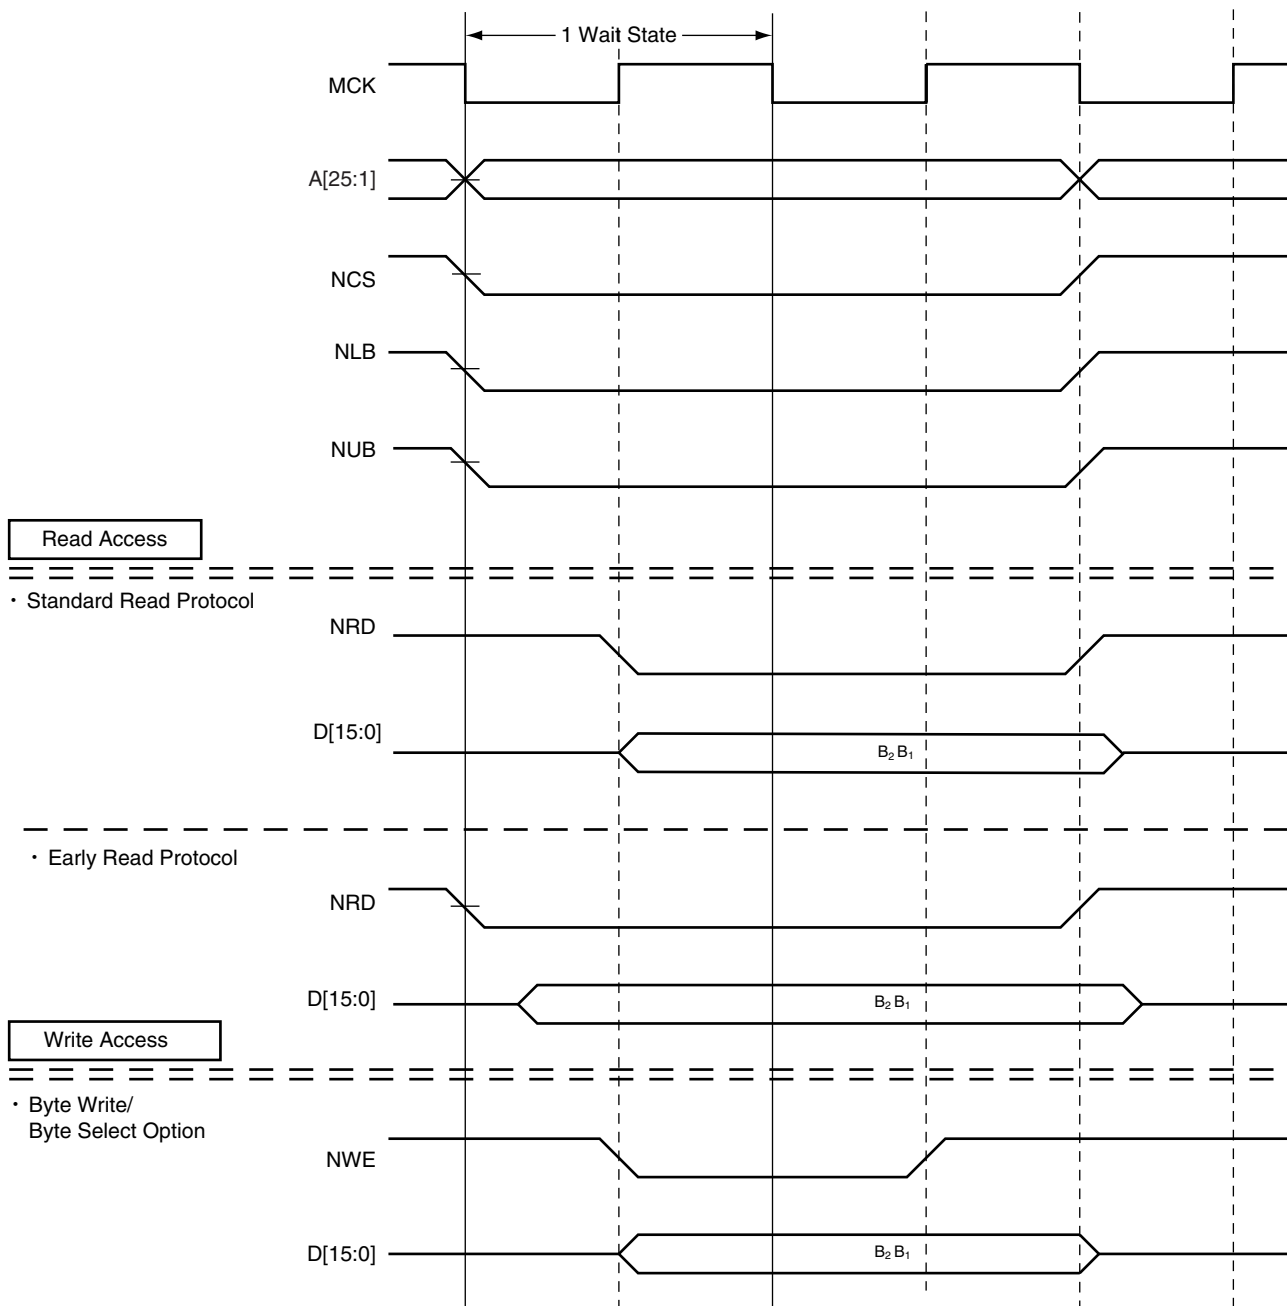 1 Wait State
MCK
A[25:1]
NCS
NLB
NUB
Read Access
· Standard Read Protocol
NRD
D[15:0]
B₂ B₁
· Early Read Protocol
NRD
D[15:0]
B₂ B₁
Write Access
· Byte Write/
Byte Select Option
NWE
D[15:0]
B₂ B₁